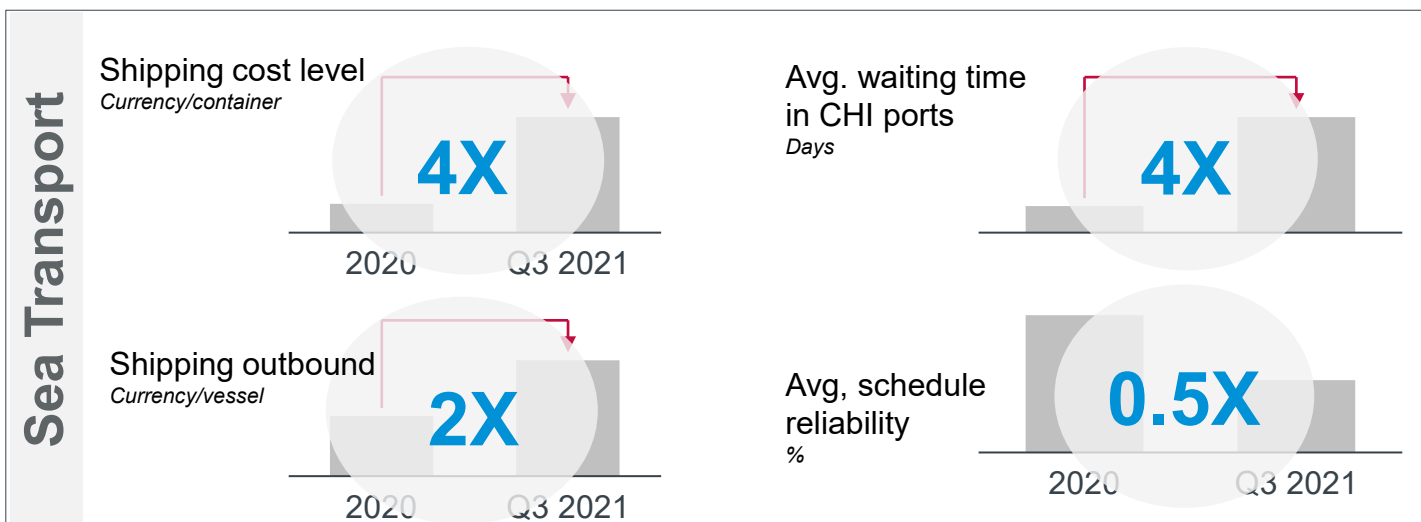 Sea Transport
Shipping cost level
Currency/container
4X
2020
Q3 2021
Avg. waiting time
in CHI ports
Days
4X
Shipping outbound
Currency/vessel
2X
2020
Q3 2021
Avg, schedule
reliability
%
0.5X
2020
Q3 2021